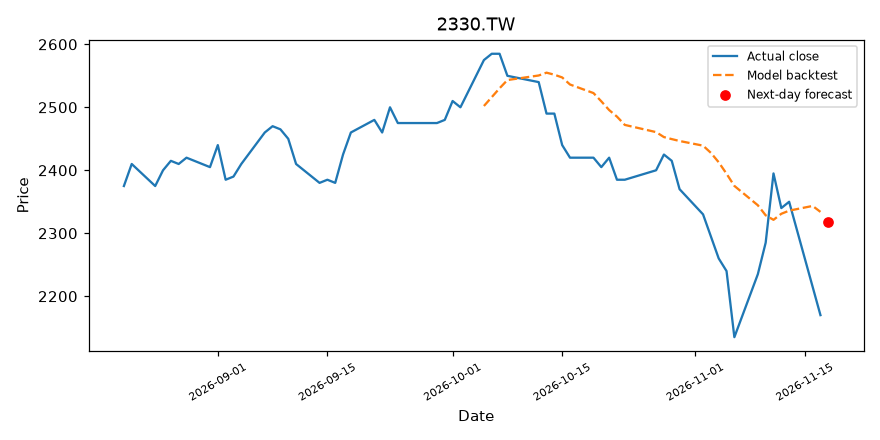 2330.TW
Actual close
Model backtest
Next-day forecast
Price
2600
2500
2400
2300
2200
2026-09-01
2026-09-15
2026-10-01
2026-10-15
2026-11-01
2026-11-15
Date